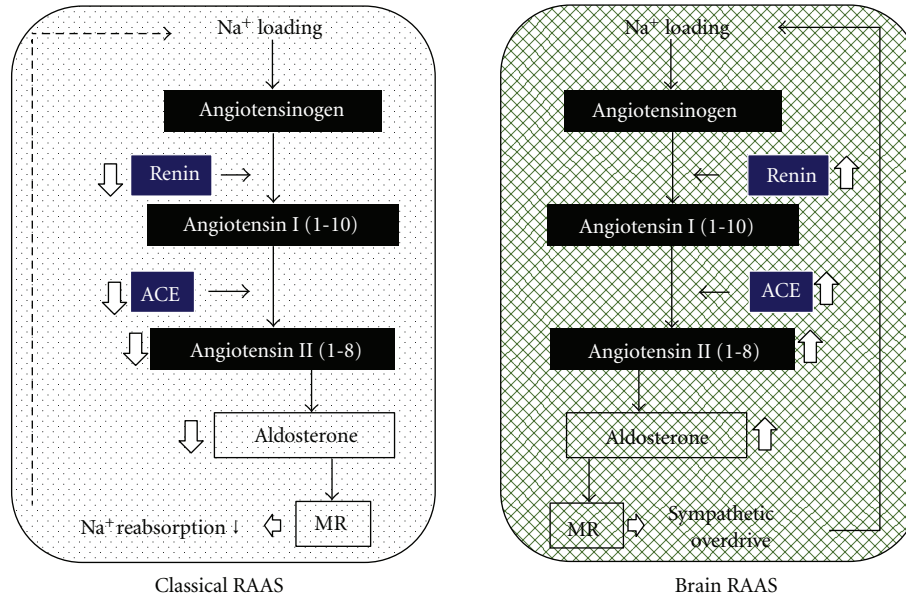 Na⁺ loading
Angiotensinogen
Renin
Angiotensin I (1-10)
ACE
Angiotensin II (1-8)
Aldosterone
MR
Na⁺ reabsorption ↓
Classical RAAS
Na⁺ loading
Angiotensinogen
Renin
Angiotensin I (1-10)
ACE
Angiotensin II (1-8)
Aldosterone
MR
Sympathetic
overdrive
Brain RAAS